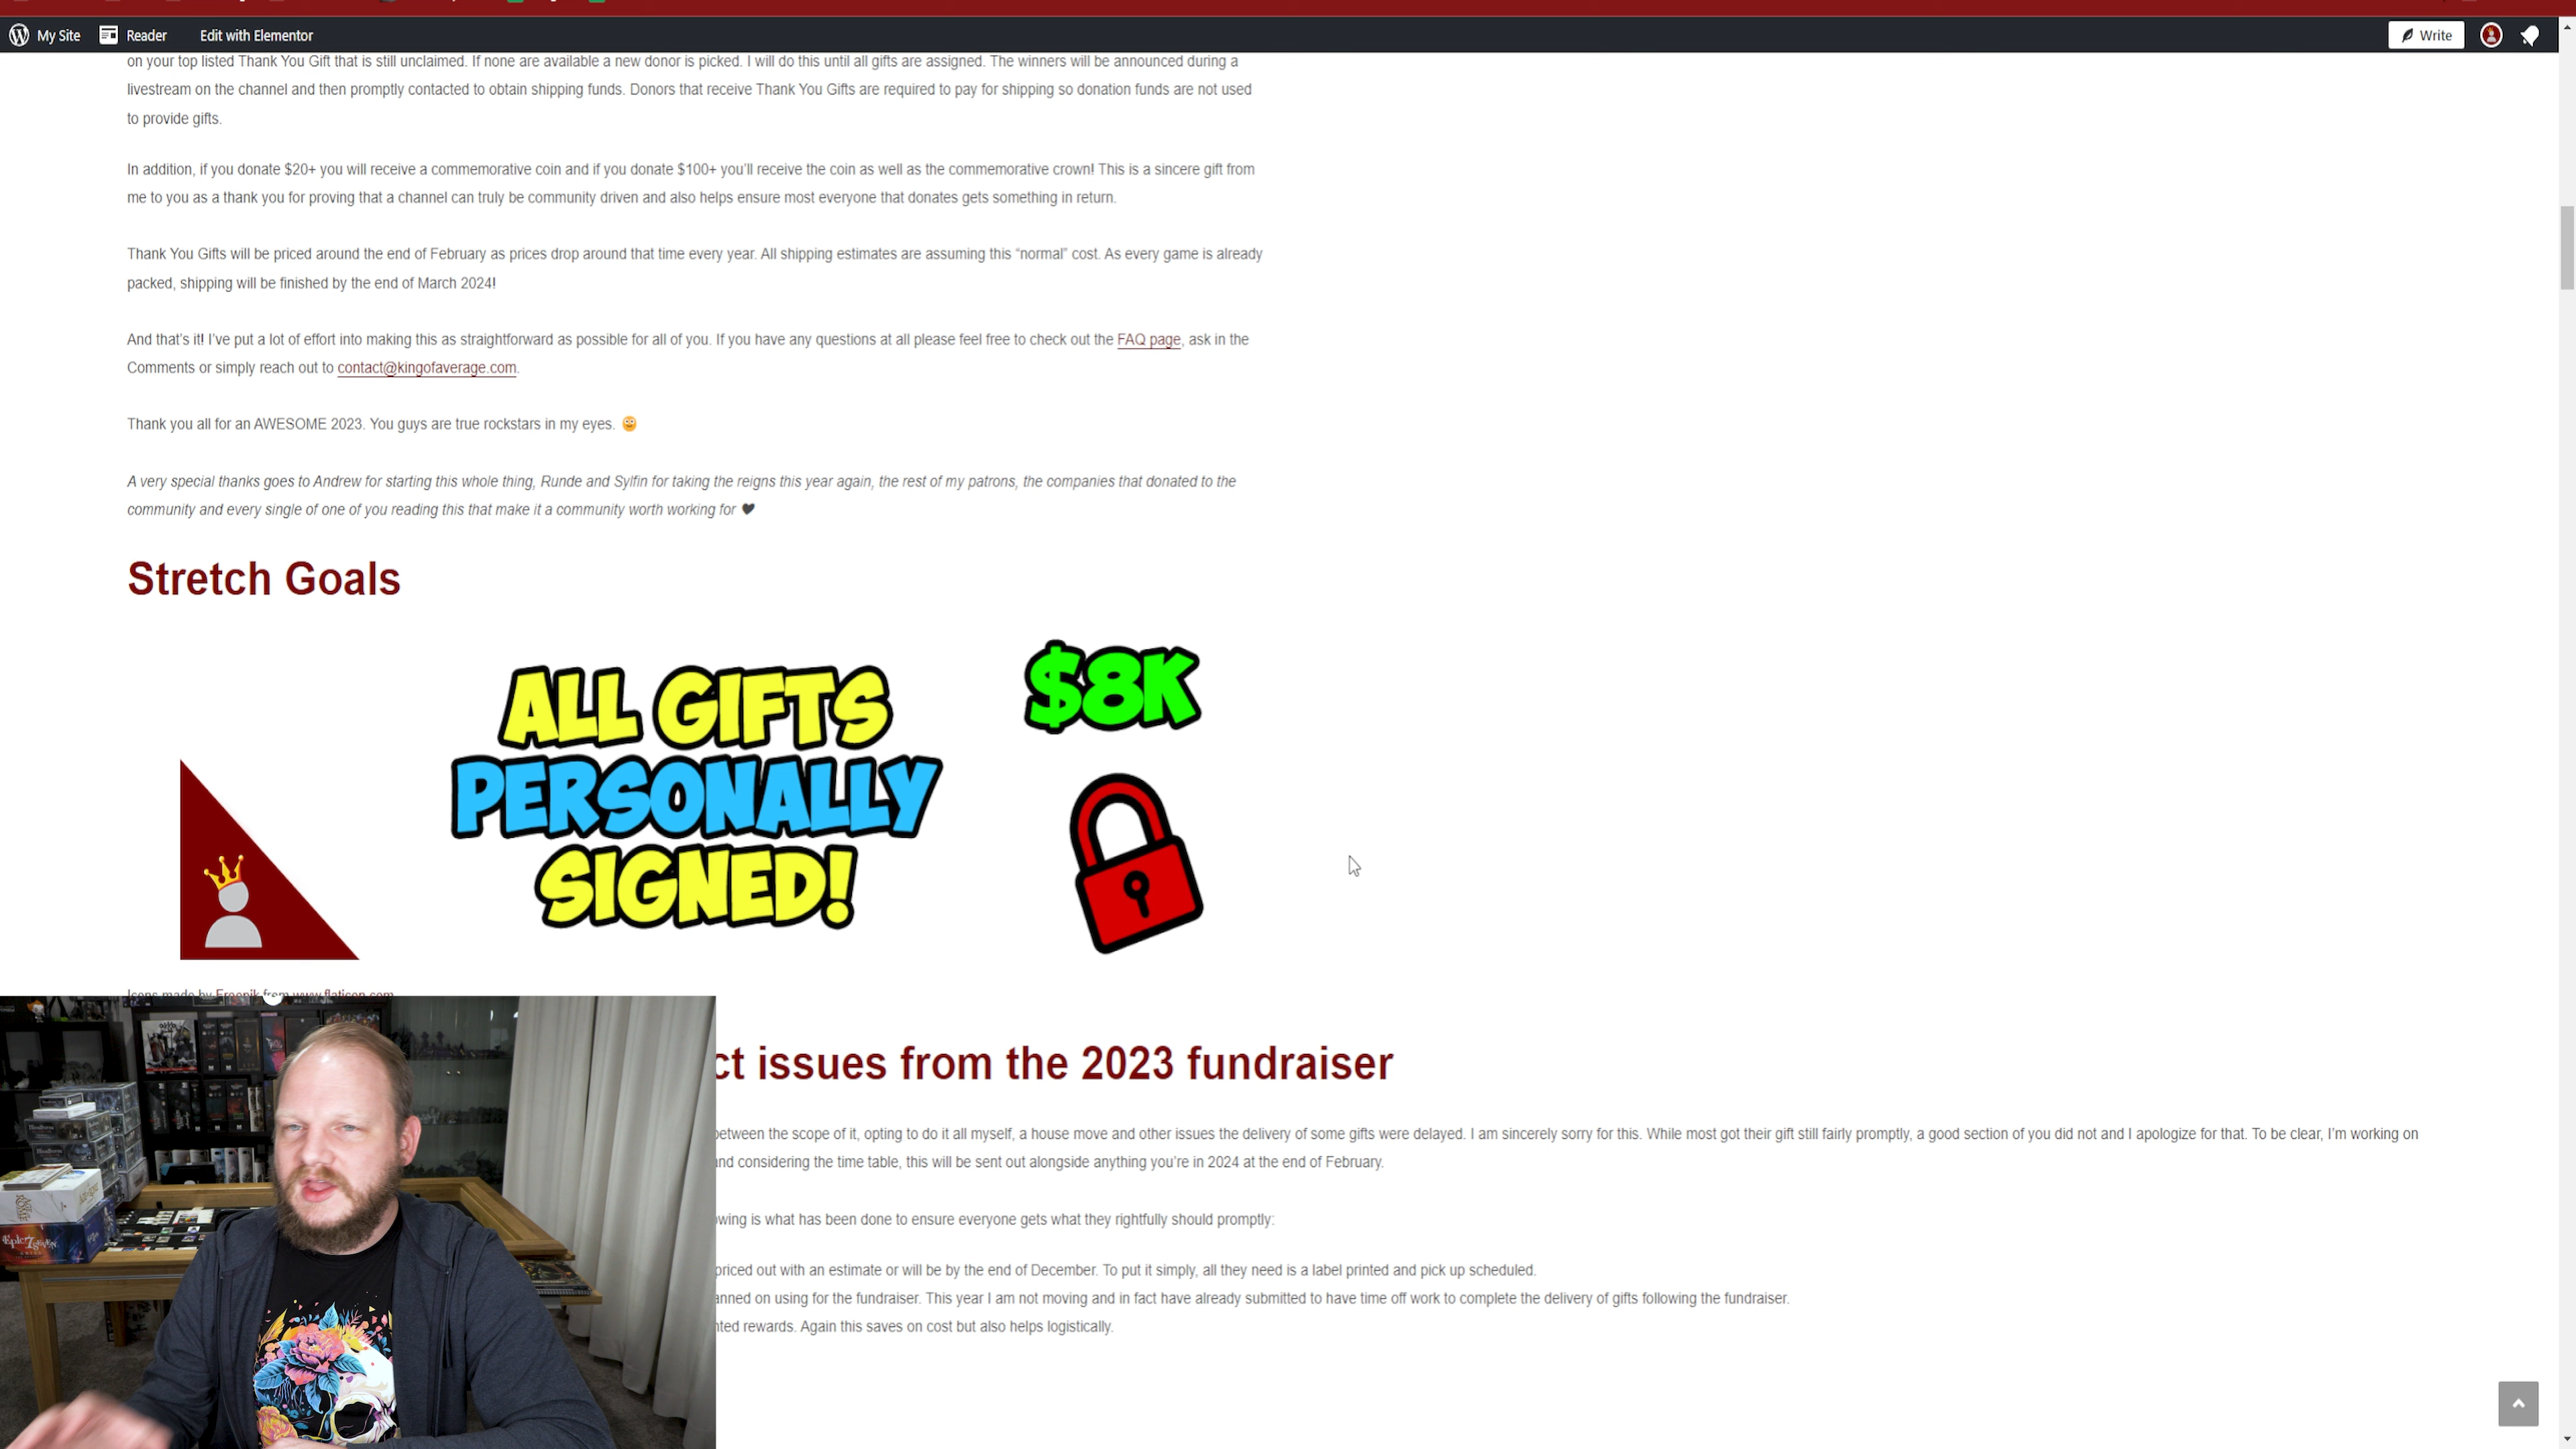 My Site Reader Edit with Elementor Write
on your top listed Thank You Gift that is still unclaimed. If none are available a new donor is picked. I will do this until all gifts are assigned. The winners will be announced during a
livestream on the channel and then promptly contacted to obtain shipping funds. Donors that receive Thank You Gifts are required to pay for shipping so donation funds are not used
to provide gifts.
In addition, if you donate $20+ you will receive a commemorative coin and if you donate $100+ you'll receive the coin as well as the commemorative crown! This is a sincere gift from
me to you as a thank you for proving that a channel can truly be community driven and also helps ensure most everyone that donates gets something in return.
Thank You Gifts will be priced around the end of February as prices drop around that time every year. All shipping estimates are assuming this “normal” cost. As every game is already
packed, shipping will be finished by the end of March 2024!
And that's it! I've put a lot of effort into making this as straightforward as possible for all of you. If you have any questions at all please feel free to check out the FAQ page, ask in the
Comments or simply reach out to contact@kingofaverage.com.
Thank you all for an AWESOME 2023. You guys are true rockstars in my eyes.
A very special thanks goes to Andrew for starting this whole thing, Runde and Sylfin for taking the reigns this year again, the rest of my patrons, the companies that donated to the
community and every single of one of you reading this that make it a community worth working for
Stretch Goals
ALL GIFTS
PERSONALLY
SIGNED!
$8K
Icons made by Freepik from www.flaticon.com
ct issues from the 2023 fundraiser
between the scope of it, opting to do it all myself, a house move and other issues the delivery of some gifts were delayed. I am sincerely sorry for this. While most got their gift still fairly promptly, a good section of you did not and I apologize for that. To be clear, I'm working on
and considering the time table, this will be sent out alongside anything you're in 2024 at the end of February.
owing is what has been done to ensure everyone gets what they rightfully should promptly:
priced out with an estimate or will be by the end of December. To put it simply, all they need is a label printed and pick up scheduled.
anned on using for the fundraiser. This year I am not moving and in fact have already submitted to have time off work to complete the delivery of gifts following the fundraiser.
nted rewards. Again this saves on cost but also helps logistically.
Epic7Seven